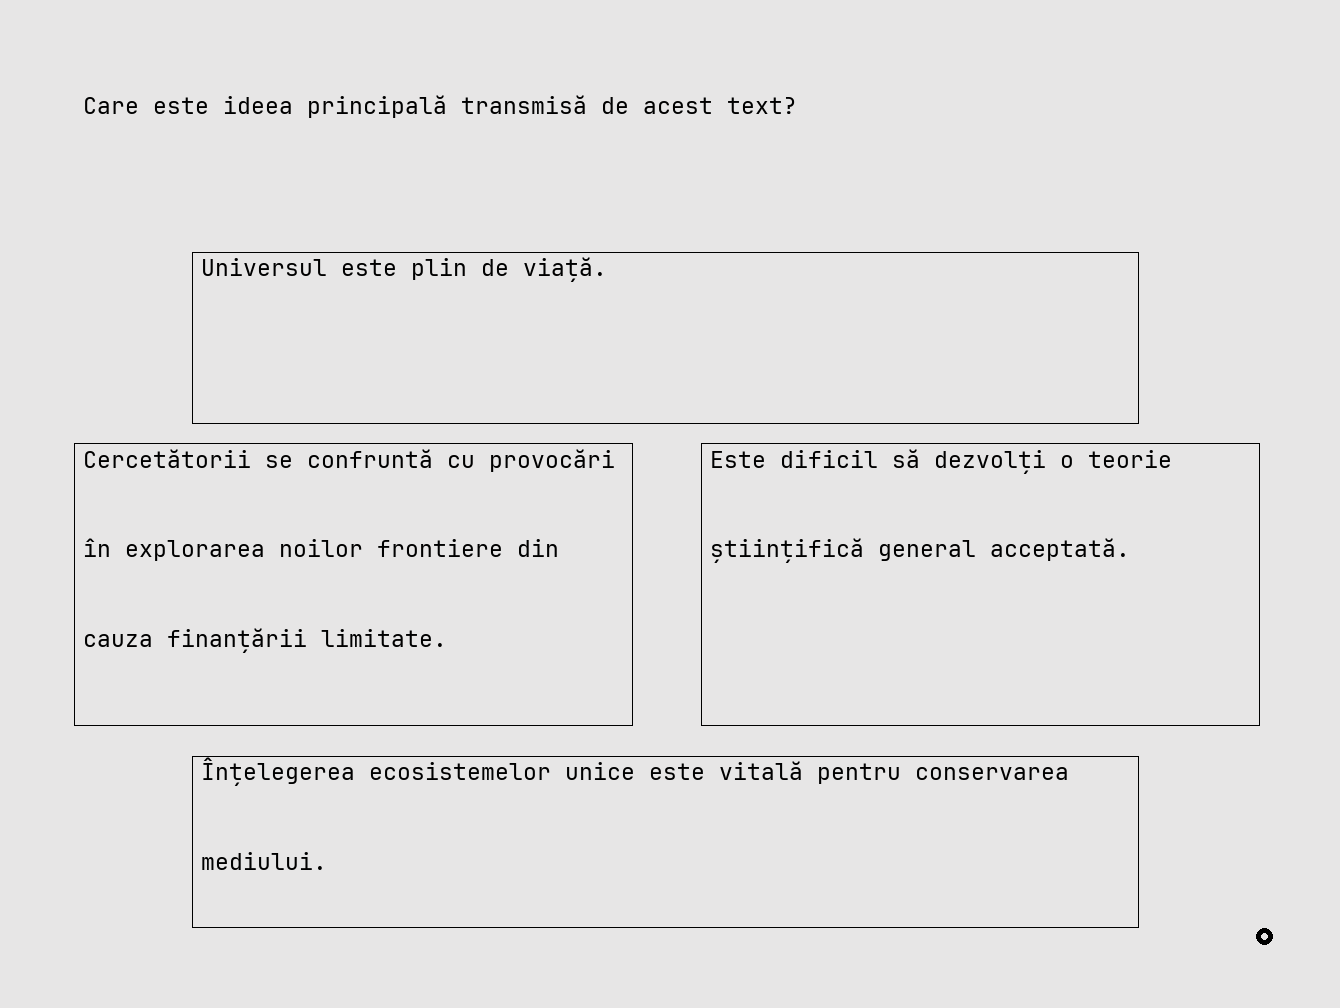 Care este ideea principală transmisă de acest text?
Universul este plin de viață.
Cercetătorii se confruntă cu provocări
în explorarea noilor frontiere din
cauza finanțării limitate.
Este dificil să dezvolți o teorie
științifică general acceptată.
Înțelegerea ecosistemelor unice este vitală pentru conservarea
mediului.